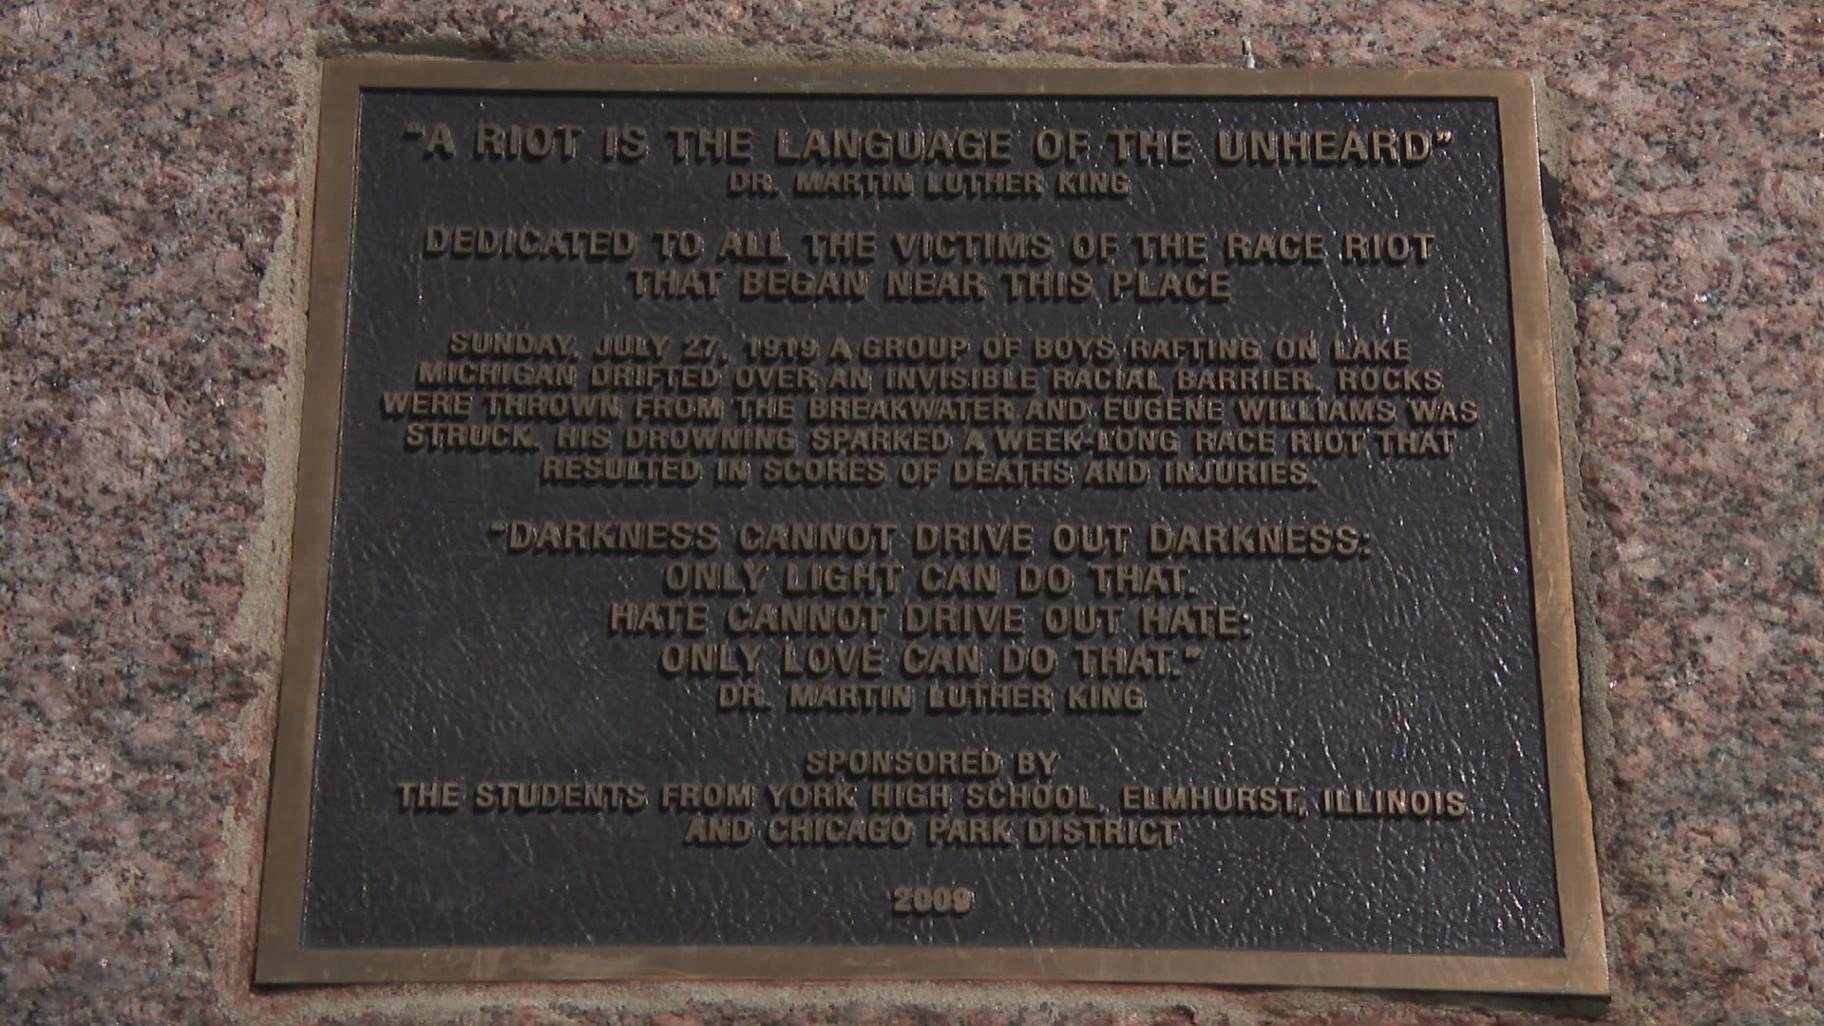 "A RIOT IS THE LANGUAGE OF THE UNHEARD"
DR. MARTIN LUTHER KING
DEDICATED TO ALL THE VICTIMS OF THE RACE RIOT
THAT BEGAN NEAR THIS PLACE
SUNDAY, JULY 27, 1919 A GROUP OF BOYS RAFTING ON LAKE
MICHIGAN DRIFTED OVER AN INVISIBLE RACIAL BARRIER. ROCKS
WERE THROWN FROM THE BREAKWATER AND EUGENE WILLIAMS WAS
STRUCK. HIS DROWNING SPARKED A WEEK-LONG RACE RIOT THAT
RESULTED IN SCORES OF DEATHS AND INJURIES.
"DARKNESS CANNOT DRIVE OUT DARKNESS:
ONLY LIGHT CAN DO THAT.
HATE CANNOT DRIVE OUT HATE:
ONLY LOVE CAN DO THAT."
DR. MARTIN LUTHER KING
SPONSORED BY
THE STUDENTS FROM YORK HIGH SCHOOL, ELMHURST, ILLINOIS
AND CHICAGO PARK DISTRICT
2009